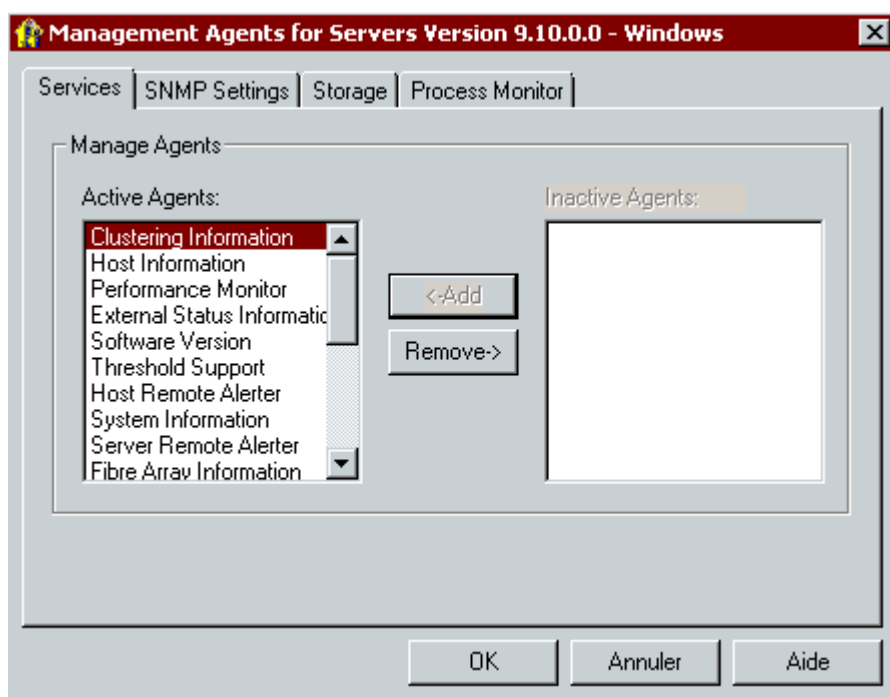 Management Agents for Servers Version 9.10.0.0 - Windows
Services SNMP Settings Storage Process Monitor
Manage Agents
Active Agents: Inactive Agents:
Clustering Information
Host Information
Performance Monitor
External Status Informatic
Software Version
Threshold Support
Host Remote Alerter
System Information
Server Remote Alerter
Fibre Array Information
<-Add
Remove->
OK Annuler Aide